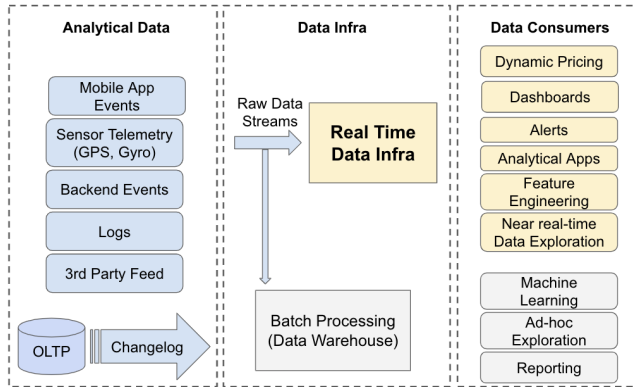 Analytical Data
Mobile App
Events
Sensor Telemetry
(GPS, Gyro)
Backend Events
Logs
3rd Party Feed
OLTP
Changelog
Data Infra
Raw Data
Streams
Real Time
Data Infra
Batch Processing
(Data Warehouse)
Data Consumers
Dynamic Pricing
Dashboards
Alerts
Analytical Apps
Feature
Engineering
Near real-time
Data Exploration
Machine
Learning
Ad-hoc
Exploration
Reporting